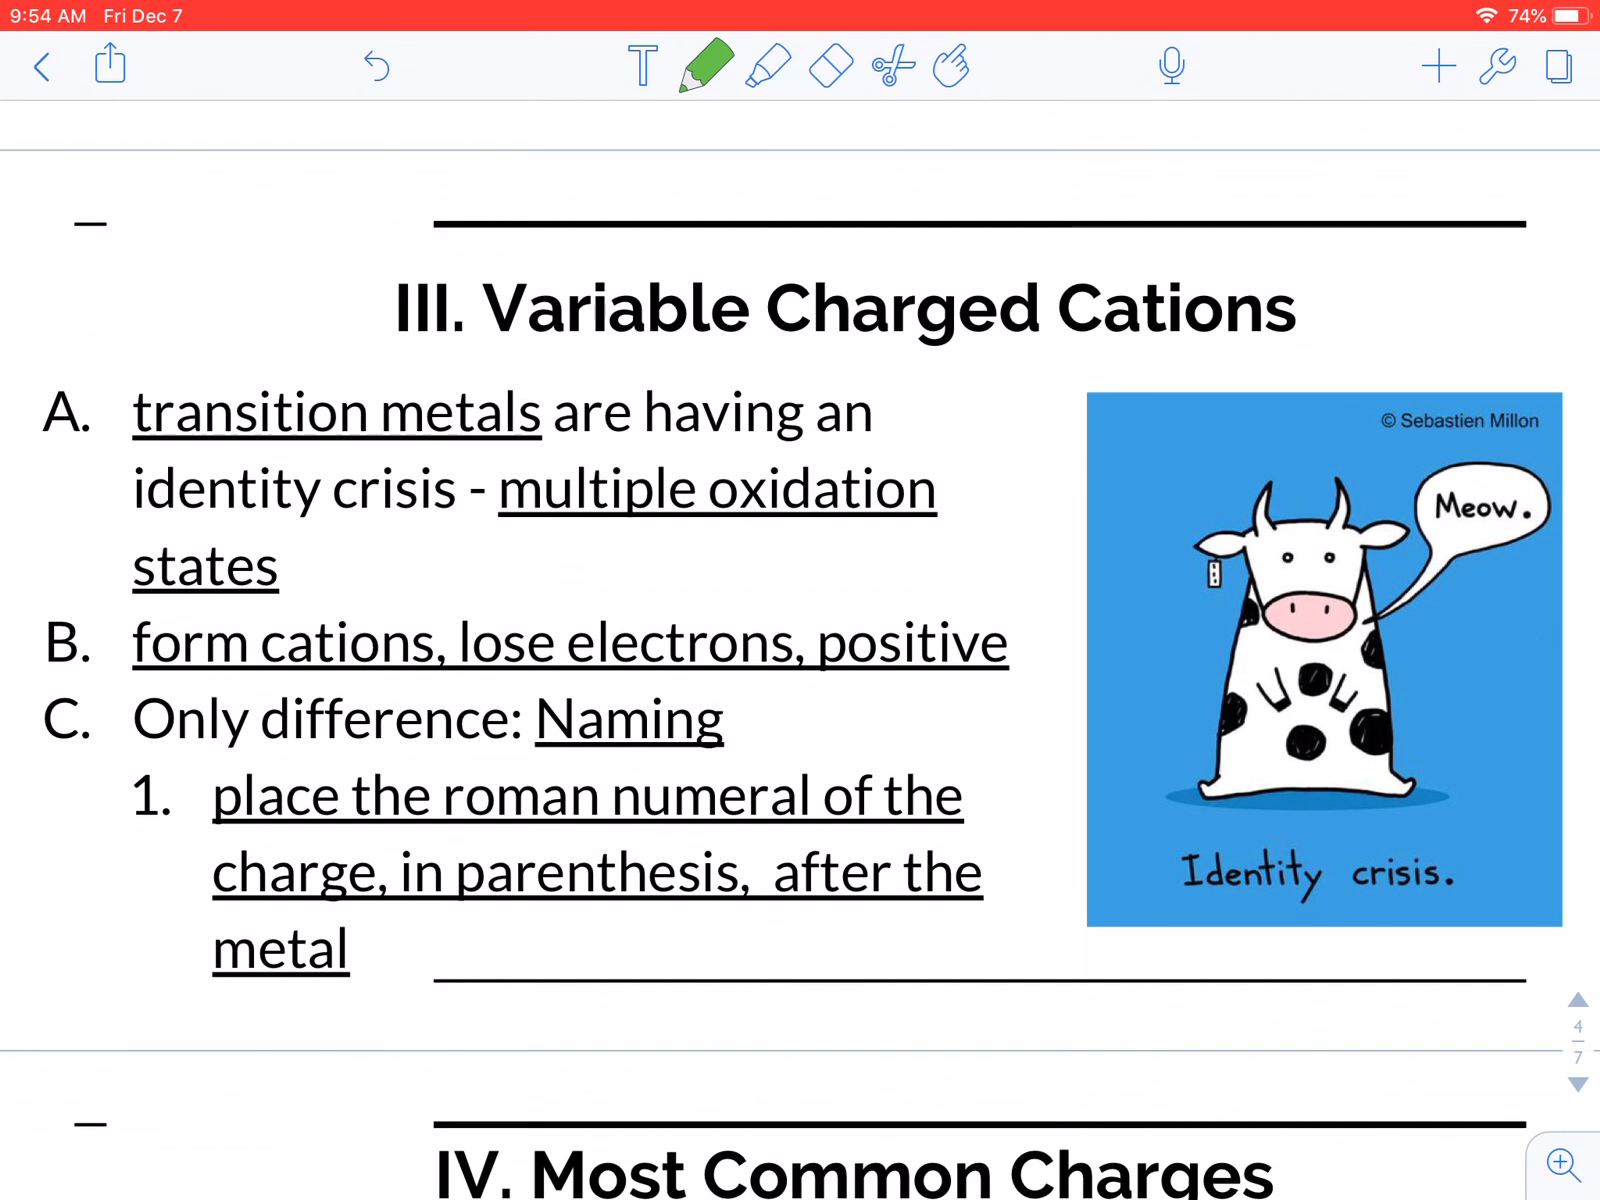 9:54 AM Fri Dec 7
74%
T
III. Variable Charged Cations
A. transition metals are having an
identity crisis - multiple oxidation
states
B. form cations, lose electrons, positive
C. Only difference: Naming
1. place the roman numeral of the
charge, in parenthesis, after the
metal
© Sebastien Millon
Meow.
Identity crisis.
4
7
IV. Most Common Charges